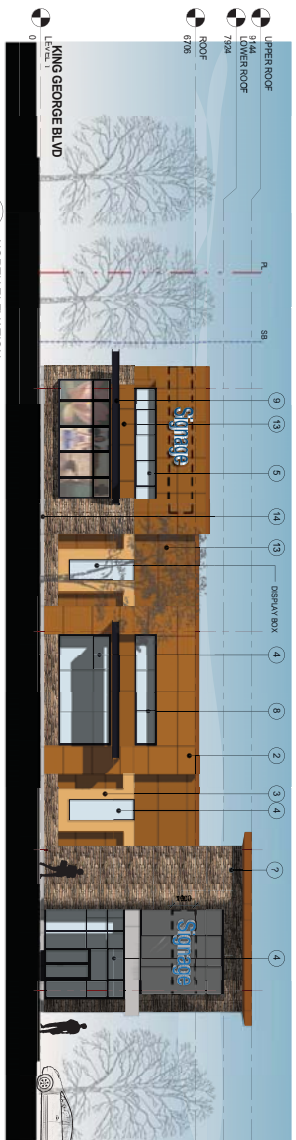 UPPER ROOF
9144
LOWER ROOF
7924
ROOF
6706
LEVEL 1
0
KING GEORGE BLVD
PL
SB
9
13
5
14
13
DISPLAY BOX
4
8
2
3
4
?
4
Signage
Signage